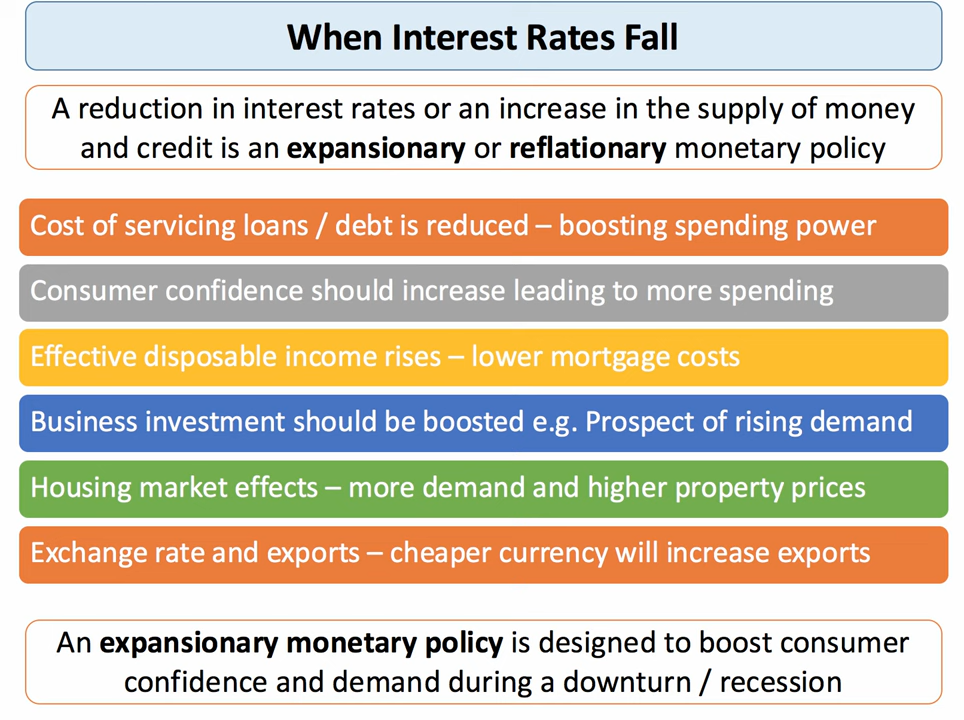 When Interest Rates Fall
A reduction in interest rates or an increase in the supply of money
and credit is an expansionary or reflationary monetary policy
Cost of servicing loans / debt is reduced – boosting spending power
Consumer confidence should increase leading to more spending
Effective disposable income rises – lower mortgage costs
Business investment should be boosted e.g. Prospect of rising demand
Housing market effects – more demand and higher property prices
Exchange rate and exports – cheaper currency will increase exports
An expansionary monetary policy is designed to boost consumer
confidence and demand during a downturn / recession